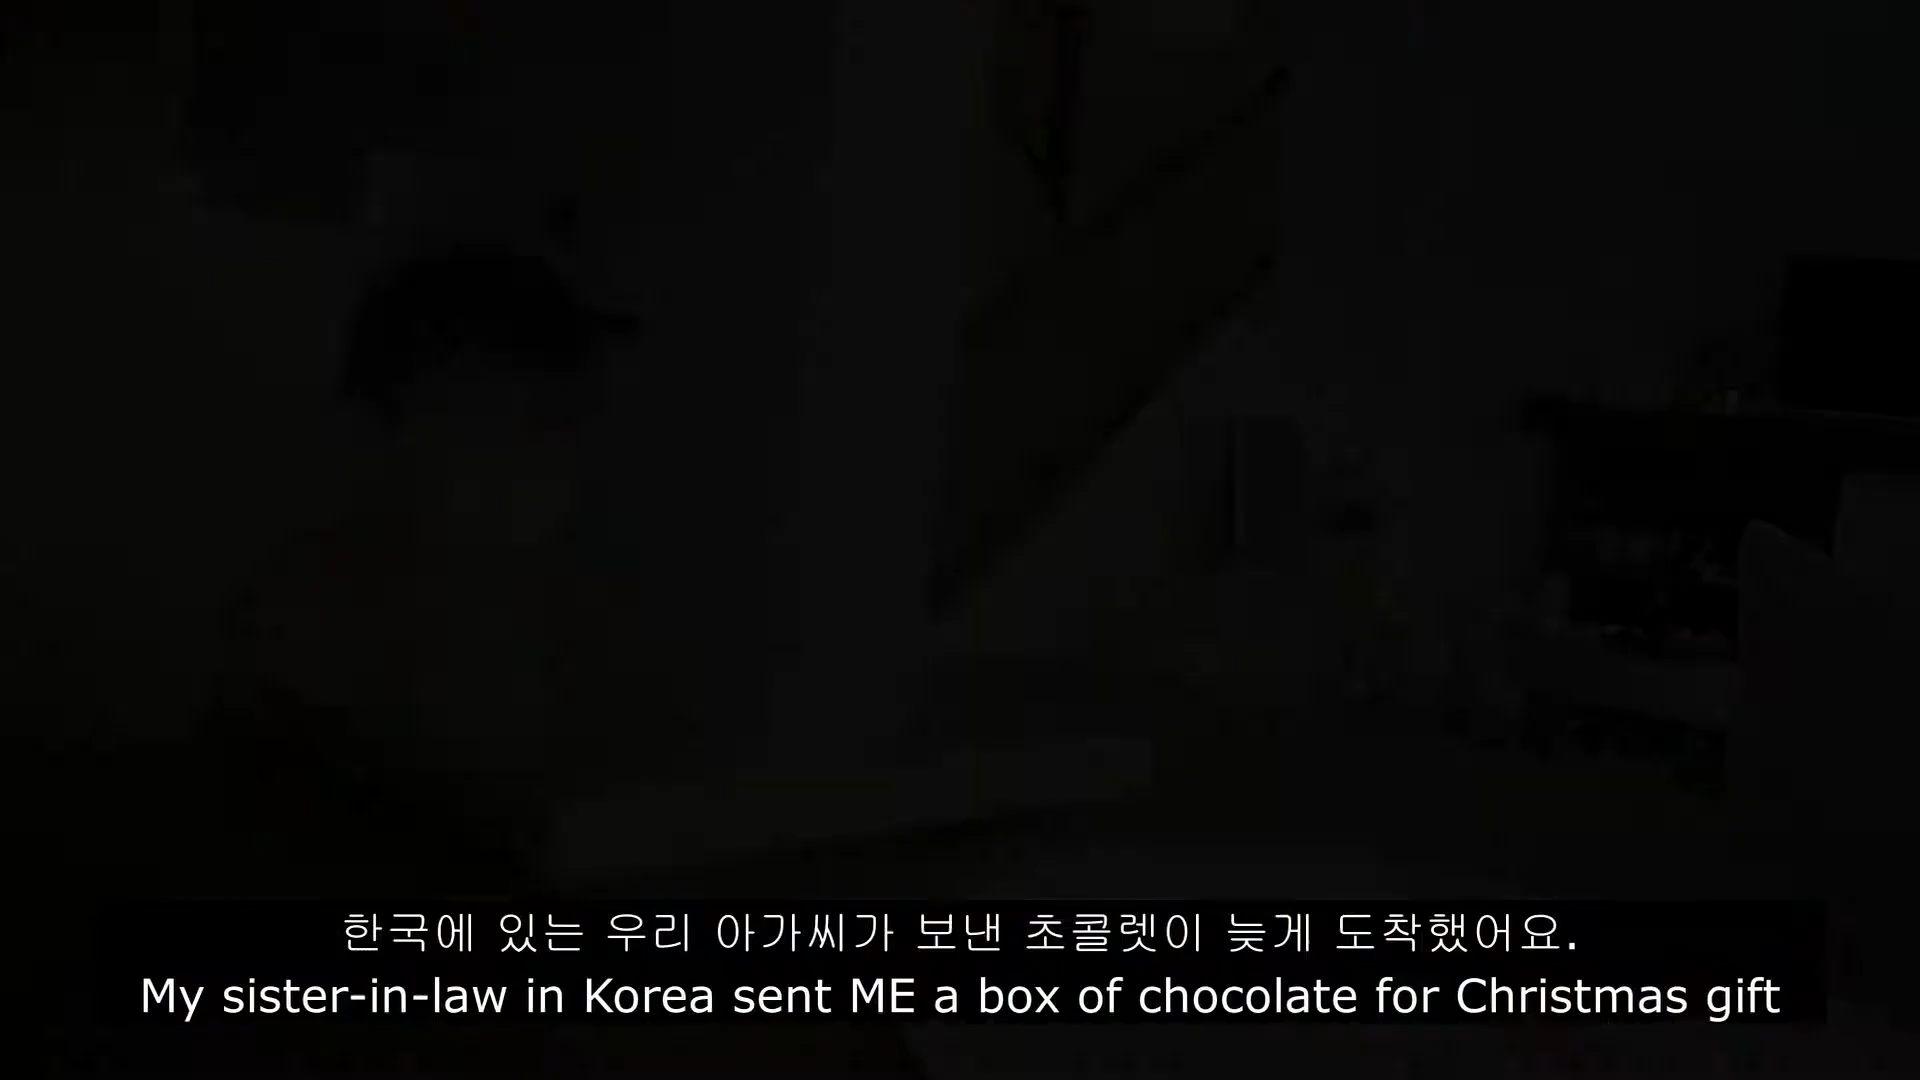 한국에 있는 우리 아가씨가 보낸 초콜렛이 늦게 도착했어요.
My sister-in-law in Korea sent ME a box of chocolate for Christmas gift